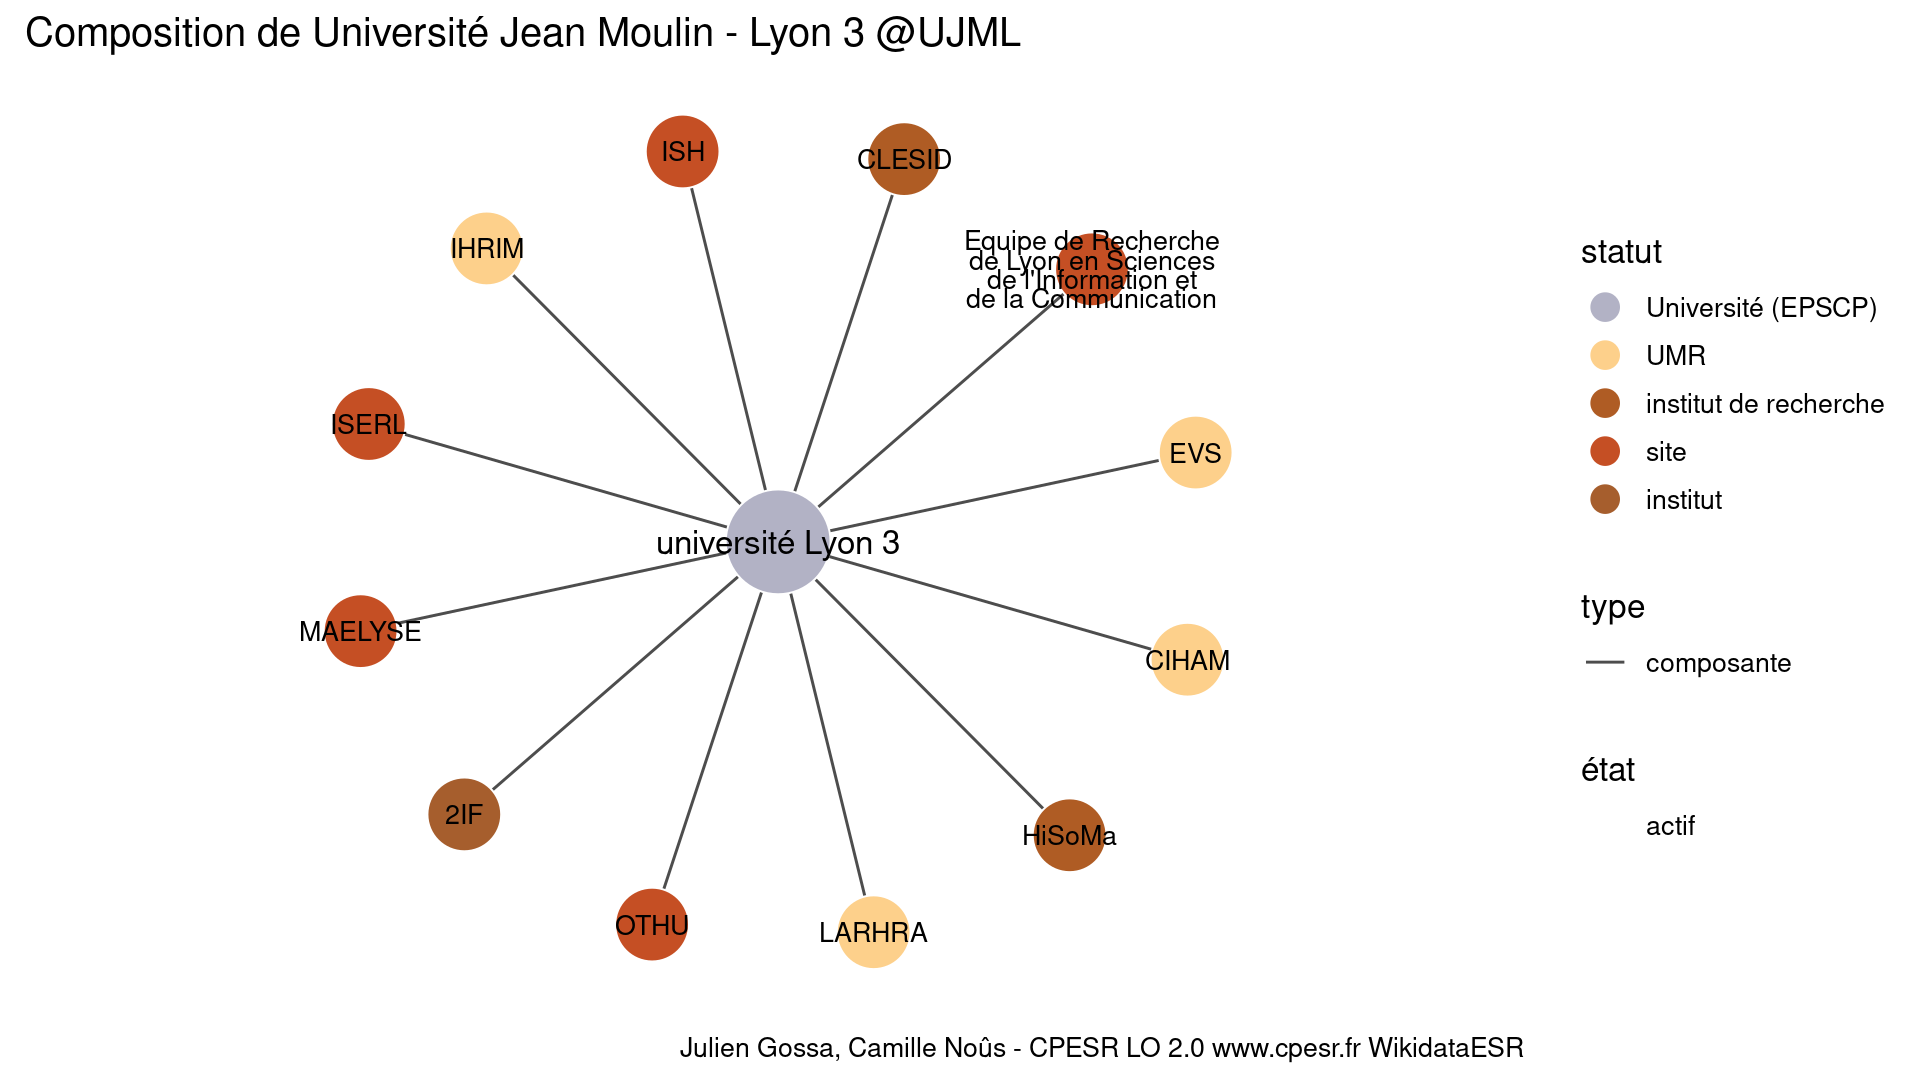 Composition de Université Jean Moulin - Lyon 3 @UJML
ISH
CLESID
IHRIM
Equipe de Recherche
de Lyon en Sciences
de l'Information et
de la Communication
ISERL
EVS
université Lyon 3
MAELYSE
CIHAM
2IF
HiSoMa
OTHU
LARHRA
statut
Université (EPSCP)
UMR
institut de recherche
site
institut
type
composante
état
actif
Julien Gossa, Camille Noûs - CPESR LO 2.0 www.cpesr.fr WikidataESR